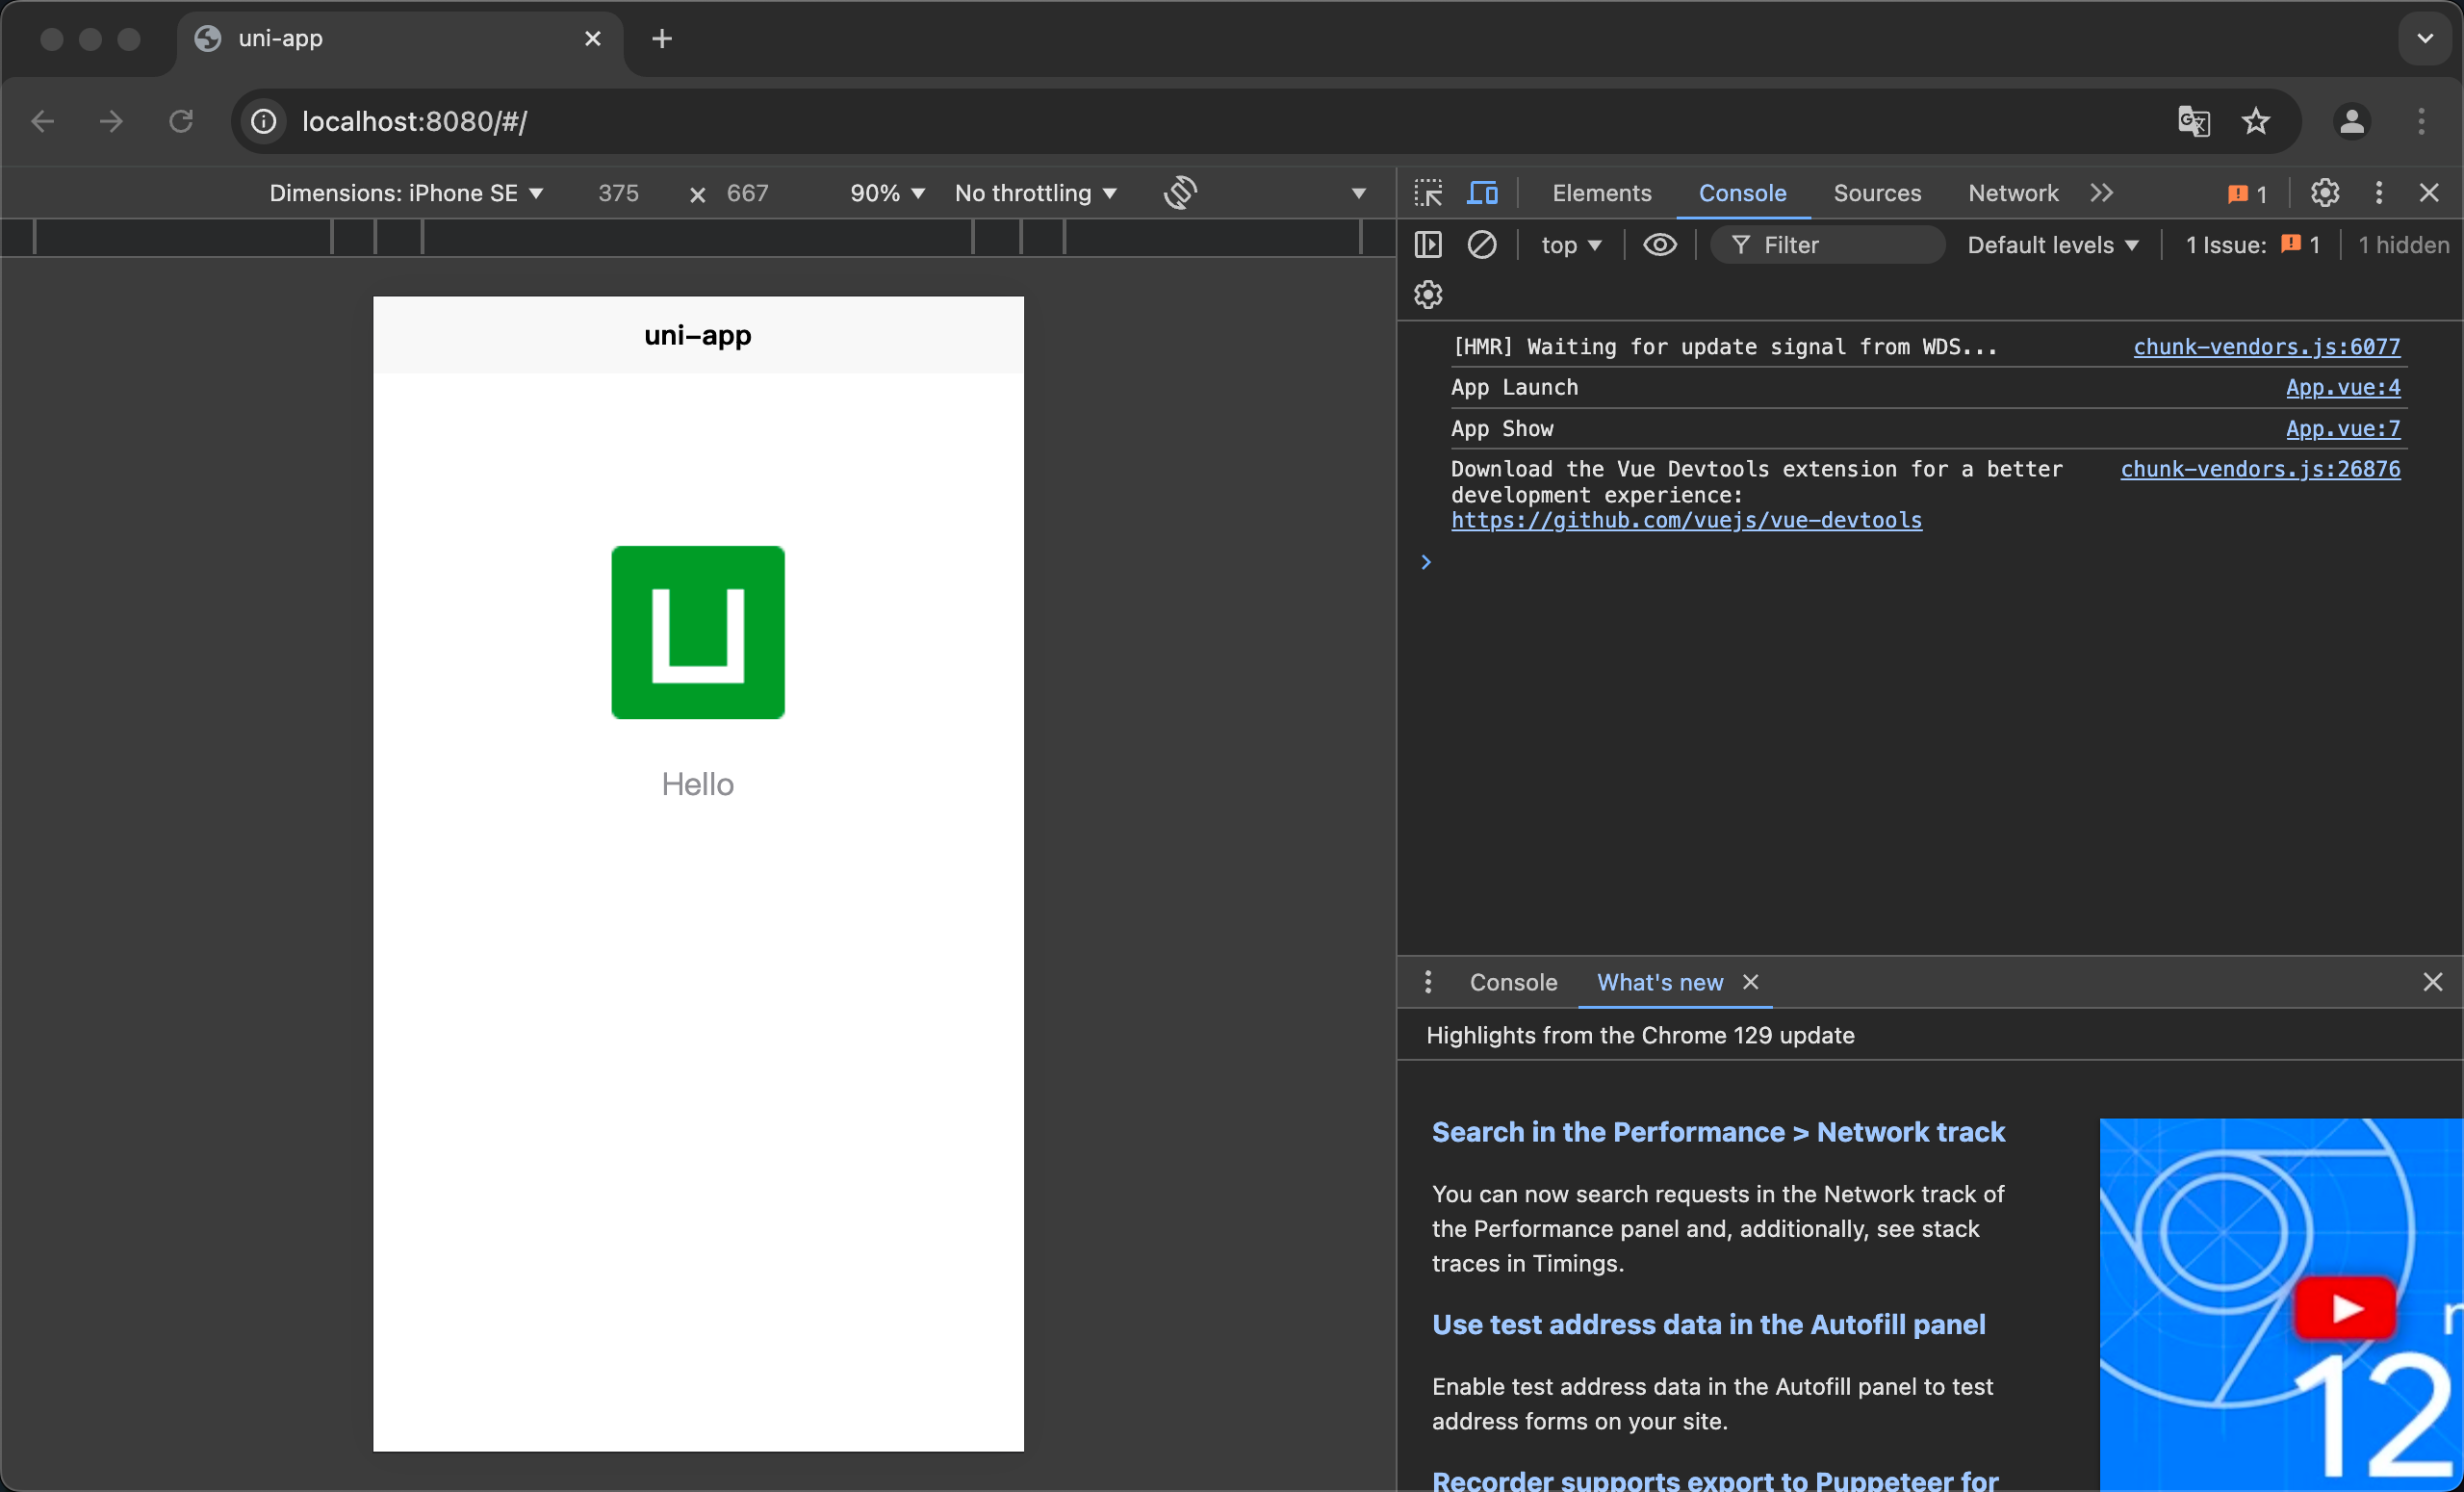 uni-app
localhost:8080/#/
Dimensions: iPhone SE 375 × 667 90% No throttling
uni-app
Hello
Elements Console Sources Network 1
top Filter Default levels 1 Issue: 1 1 hidden
[HMR] Waiting for update signal from WDS... chunk-vendors.js:6077
App Launch App.vue:4
App Show App.vue:7
Download the Vue Devtools extension for a better chunk-vendors.js:26876
development experience:
https://github.com/vuejs/vue-devtools
Console What's new
Highlights from the Chrome 129 update
Search in the Performance > Network track
You can now search requests in the Network track of
the Performance panel and, additionally, see stack
traces in Timings.
Use test address data in the Autofill panel
Enable test address data in the Autofill panel to test
address forms on your site.
Recorder supports export to Puppeteer for
12